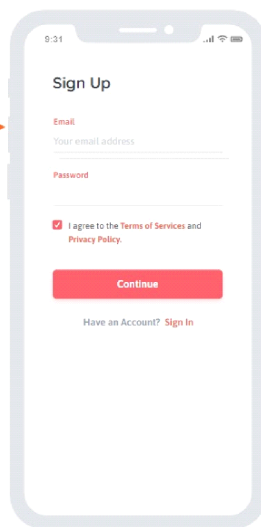 9:31
Sign Up
Email
Your email address
Password
I agree to the Terms of Services and
Privacy Policy.
Continue
Have an Account? Sign In